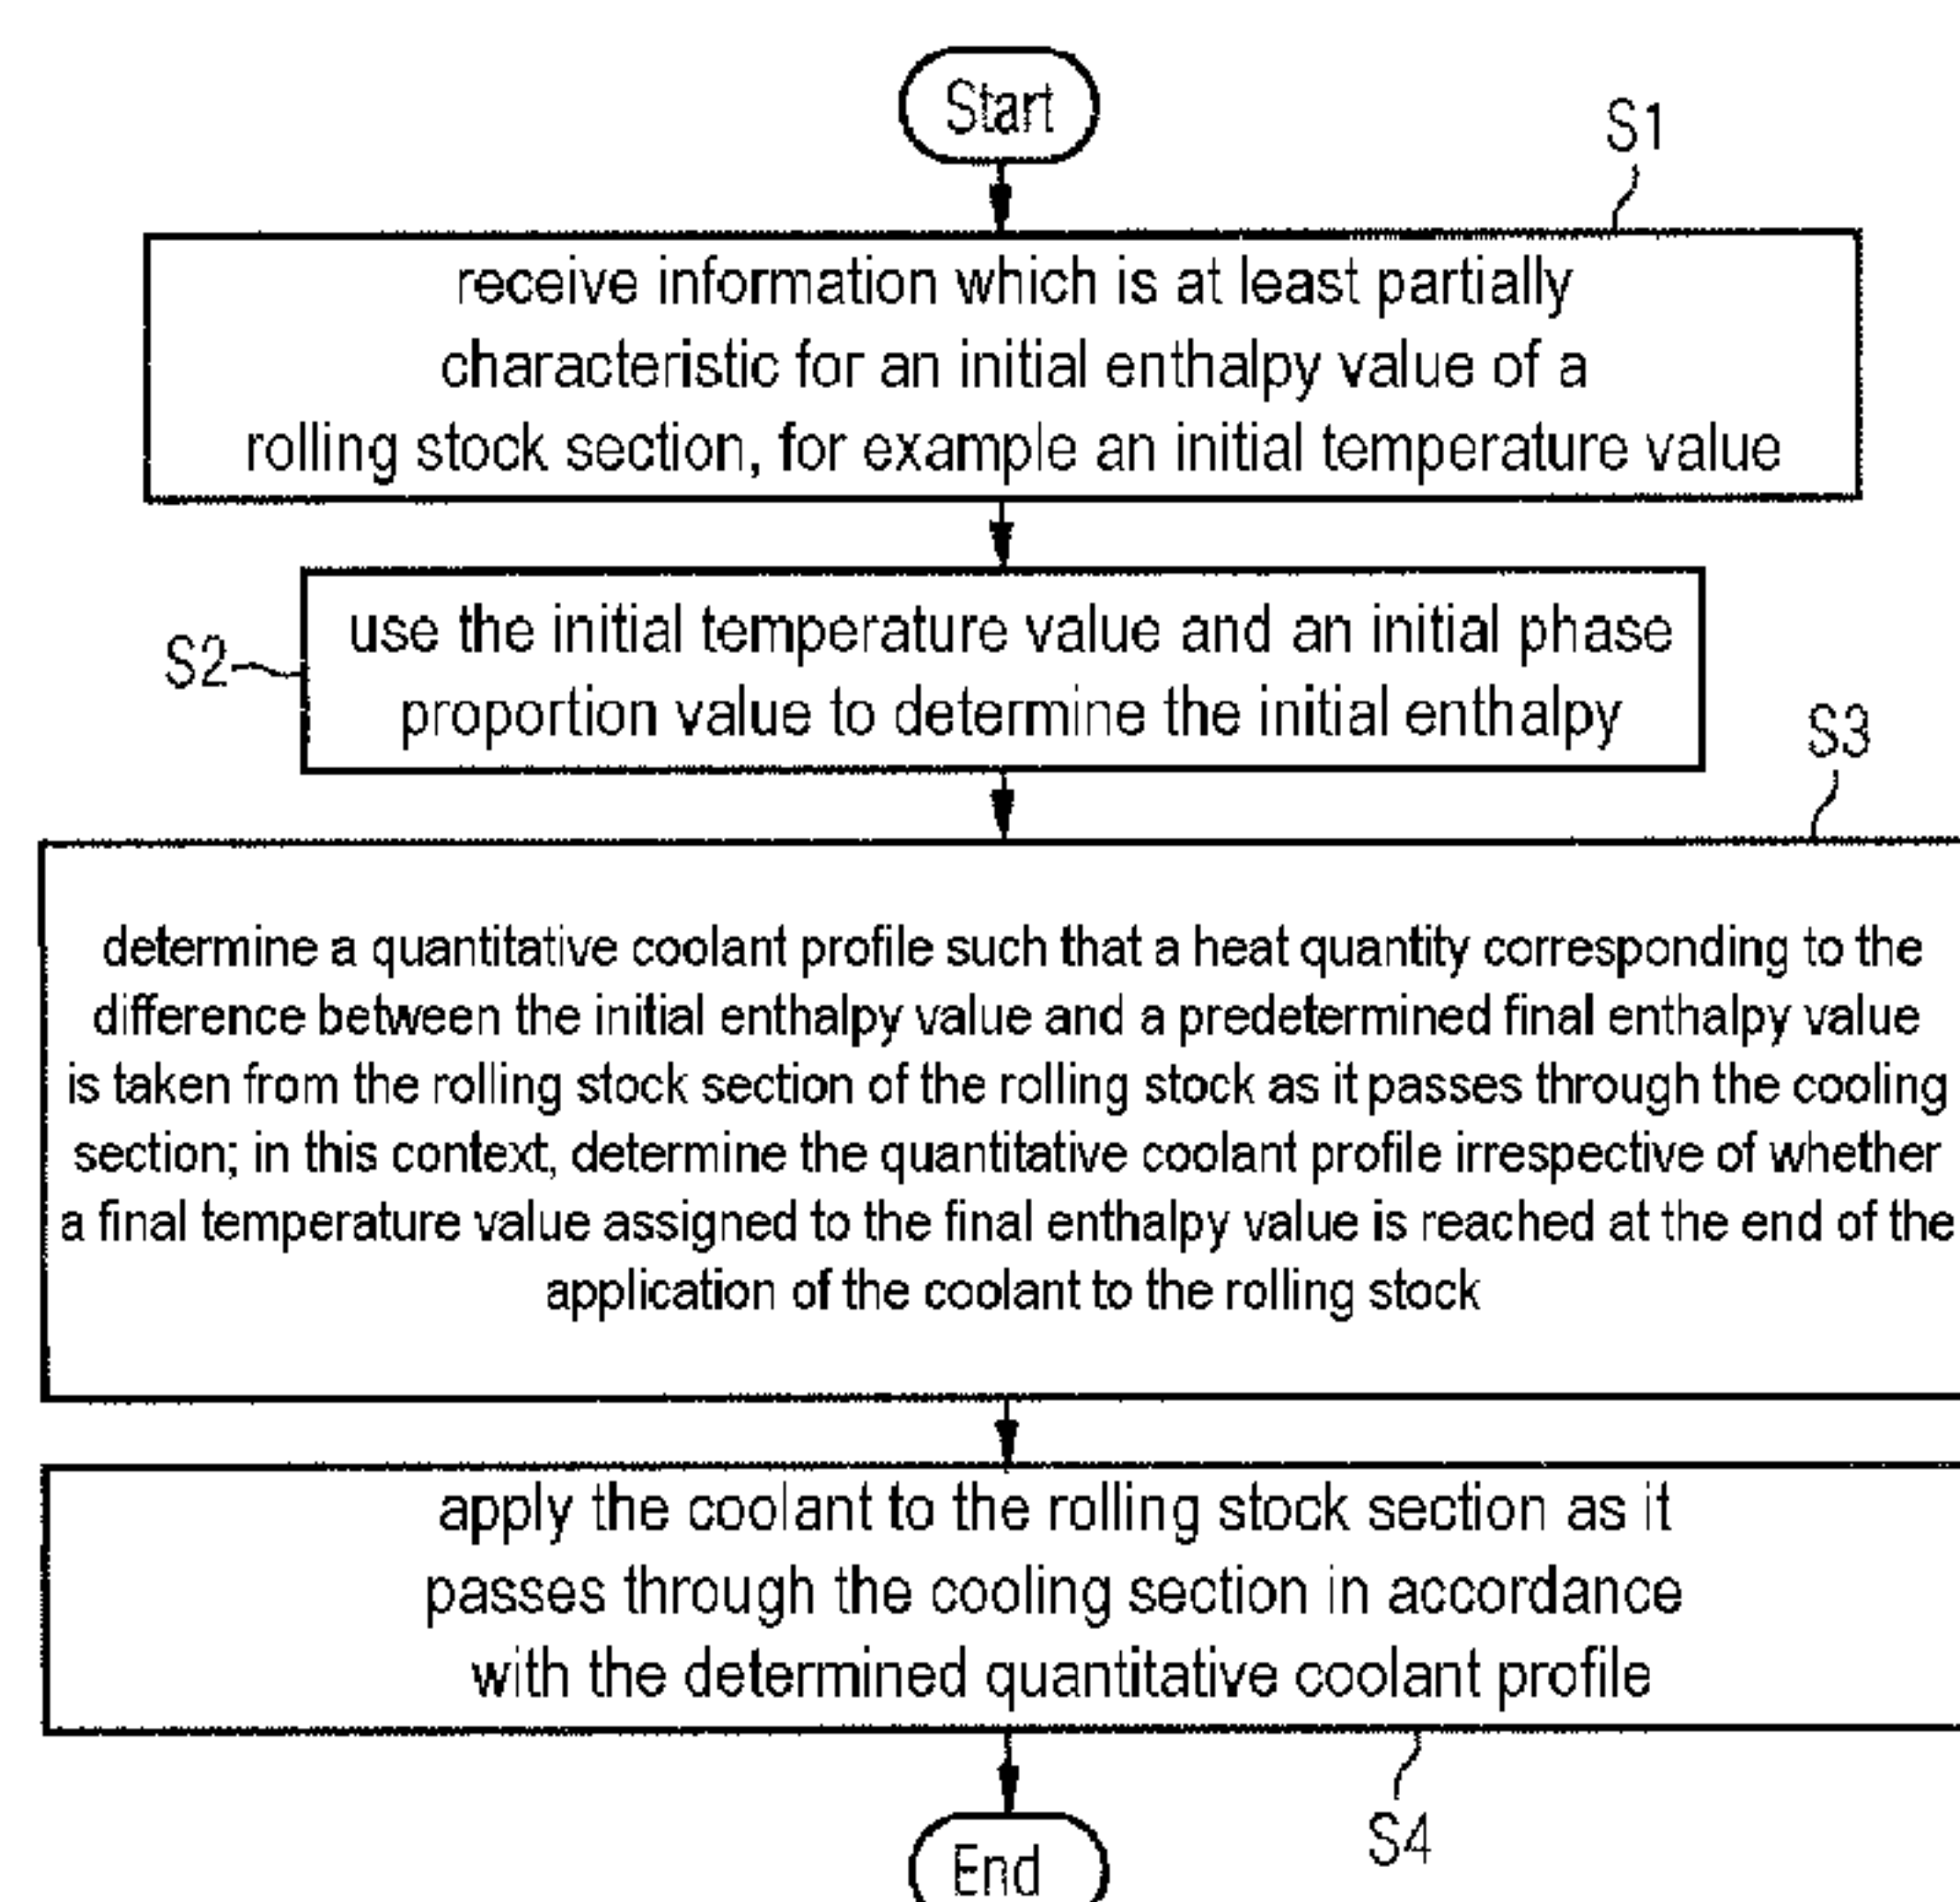 Start
S1
receive information which is at least partially
characteristic for an initial enthalpy value of a
rolling stock section, for example an initial temperature value
use the initial temperature value and an initial phase
S2
proportion value to determine the initial enthalpy
S3
determine a quantitative coolant profile such that a heat quantity corresponding to the
difference between the initial enthalpy value and a predetermined final enthalpy value
is taken from the rolling stock section of the rolling stock as it passes through the cooling
section; in this context, determine the quantitative coolant profile irrespective of whether
a final temperature value assigned to the final enthalpy value is reached at the end of the
application of the coolant to the rolling stock
apply the coolant to the rolling stock section as it
passes through the cooling section in accordance
with the determined quantitative coolant profile
S4
End